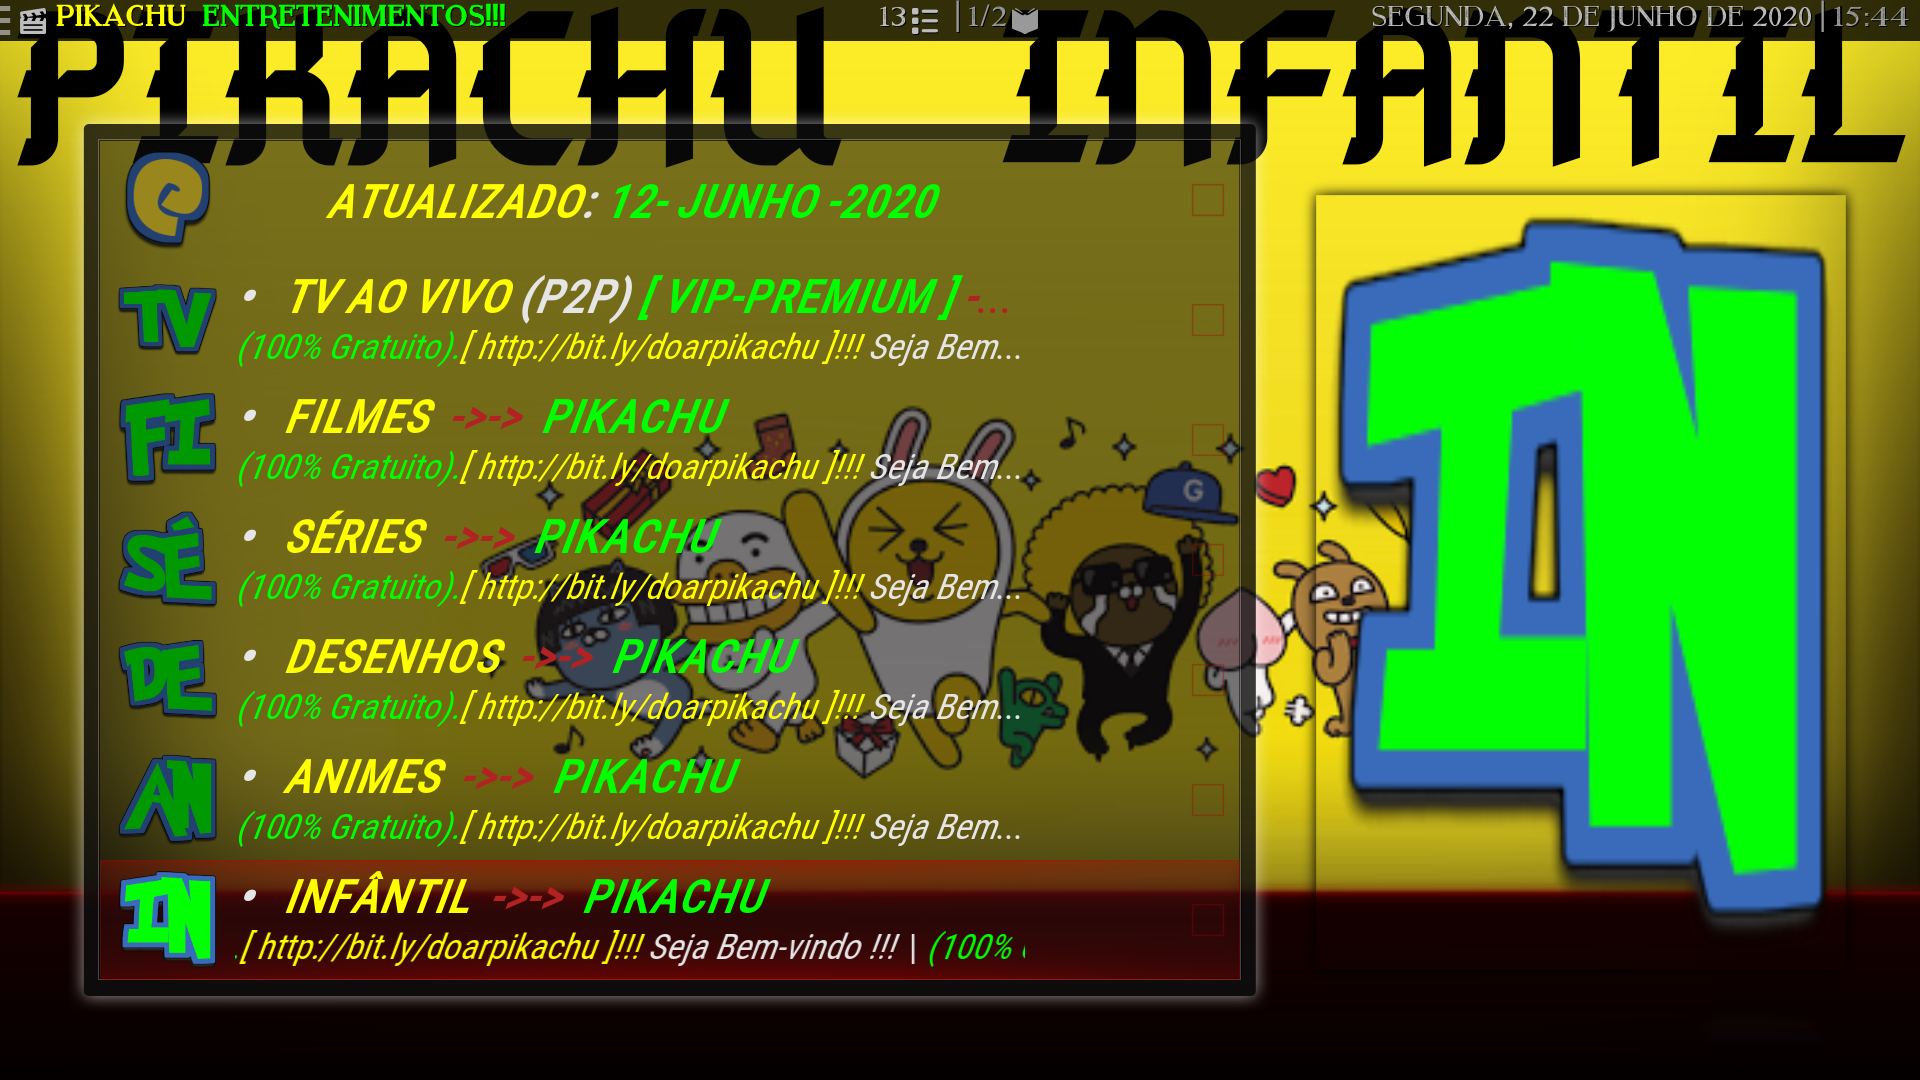 PIKACHU ENTRETENIMENTOS!!!
13 | 1/2
SEGUNDA, 22 DE JUNHO DE 2020 | 15:44
PIKACHU INFANTIL
ATUALIZADO: 12- JUNHO -2020
TV
• TV AO VIVO (P2P) [ VIP-PREMIUM ] -...
(100% Gratuito).[ http://bit.ly/doarpikachu ]!!! Seja Bem...
FI
• FILMES ->-> PIKACHU
(100% Gratuito).[ http://bit.ly/doarpikachu ]!!! Seja Bem...
SÉ
• SÉRIES ->-> PIKACHU
(100% Gratuito).[ http://bit.ly/doarpikachu ]!!! Seja Bem...
DE
• DESENHOS ->-> PIKACHU
(100% Gratuito).[ http://bit.ly/doarpikachu ]!!! Seja Bem...
AN
• ANIMES ->-> PIKACHU
(100% Gratuito).[ http://bit.ly/doarpikachu ]!!! Seja Bem...
IN
• INFÂNTIL ->-> PIKACHU
.[ http://bit.ly/doarpikachu ]!!! Seja Bem-vindo !!! | (100%
G
IN